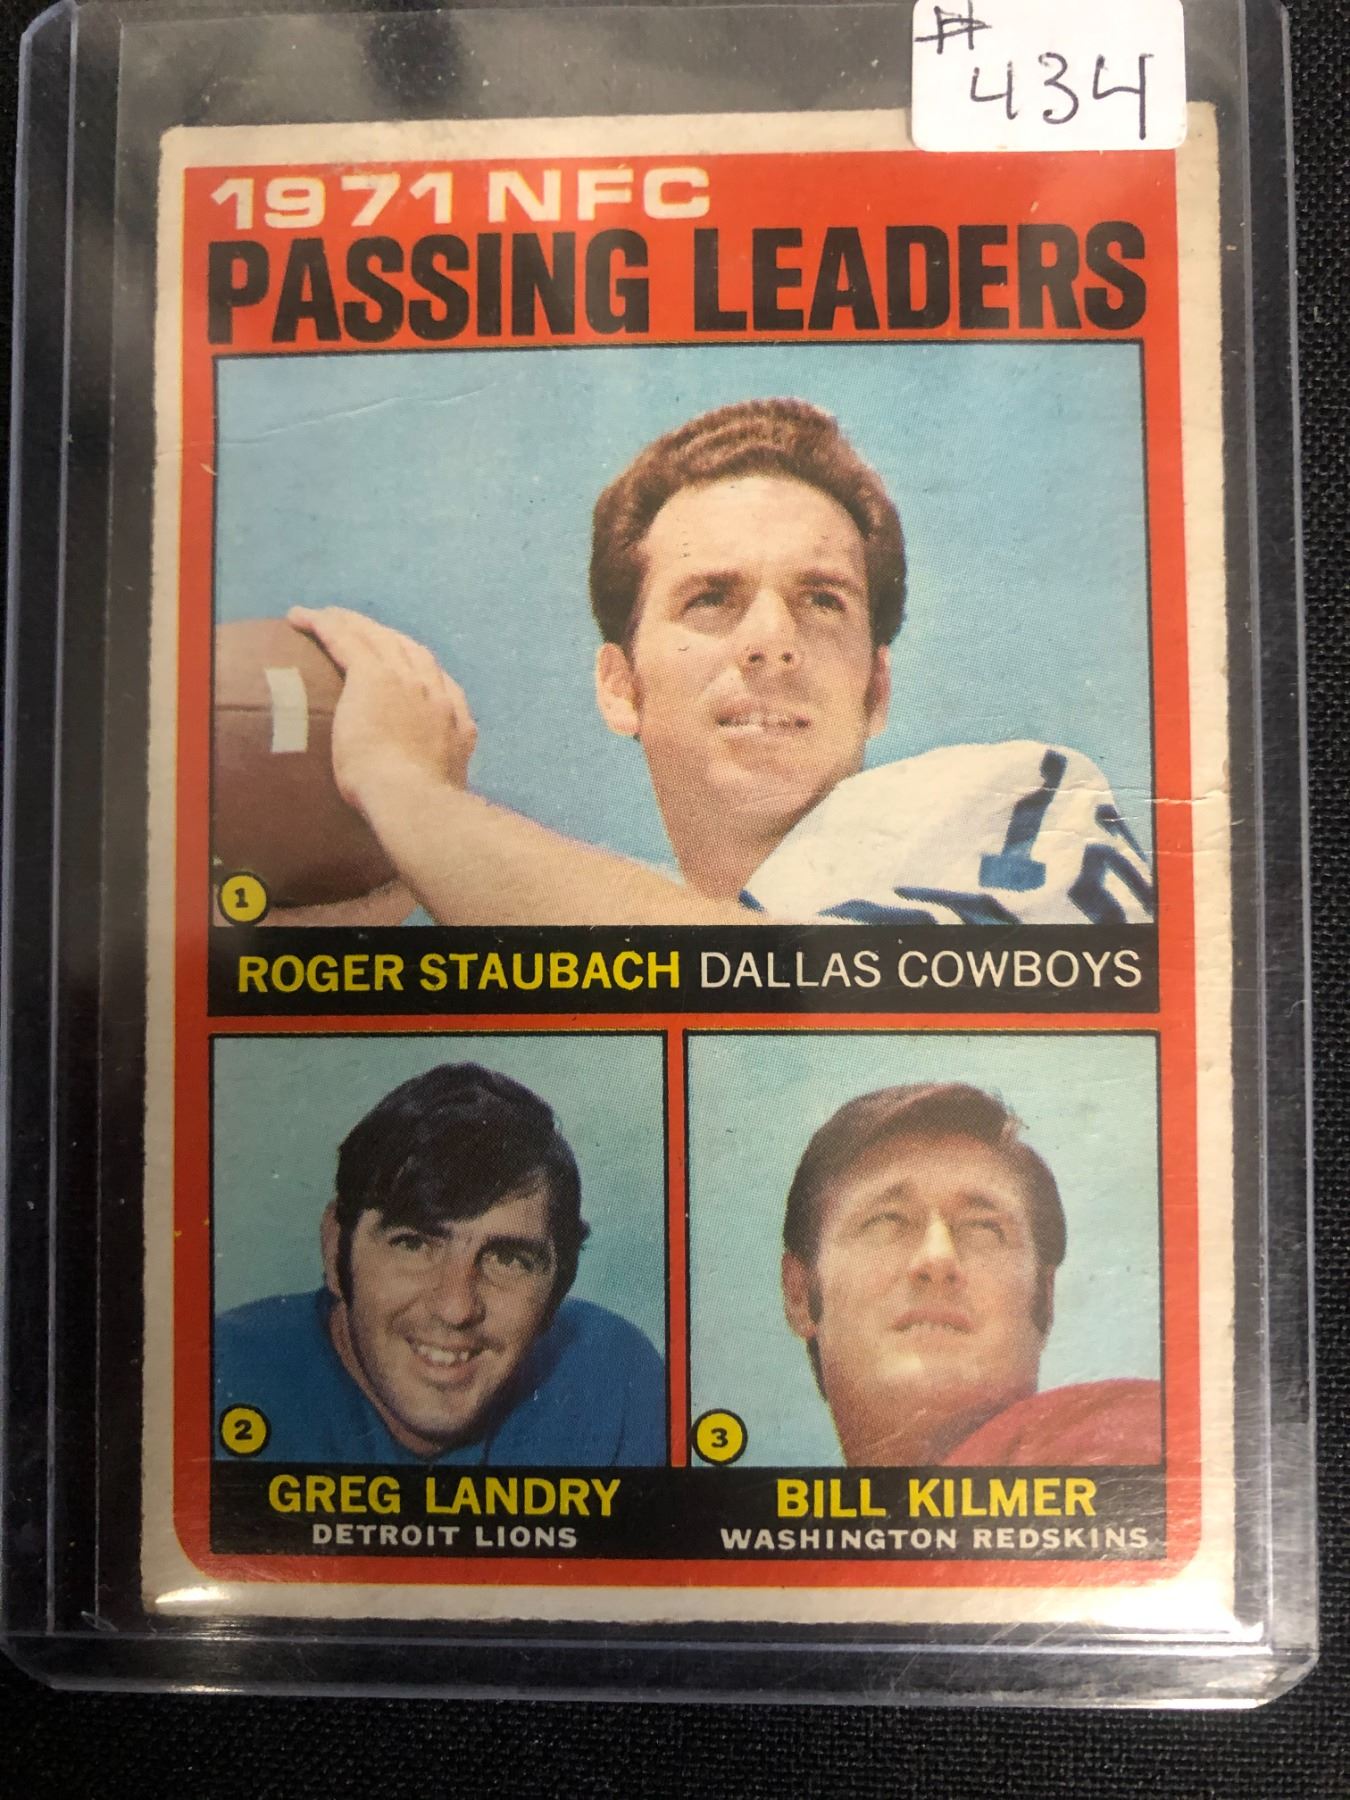 #
434
1971 NFC
PASSING LEADERS
12
1
ROGER STAUBACH DALLAS COWBOYS
2
GREG LANDRY
DETROIT LIONS
3
BILL KILMER
WASHINGTON REDSKINS